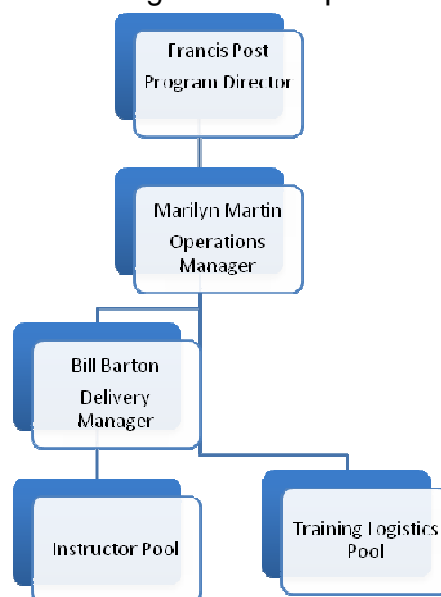 Francis Post
Program Director
Marilyn Martin
Operations
Manager
Bill Barton
Delivery
Manager
Instructor Pool
Training Logistics
Pool